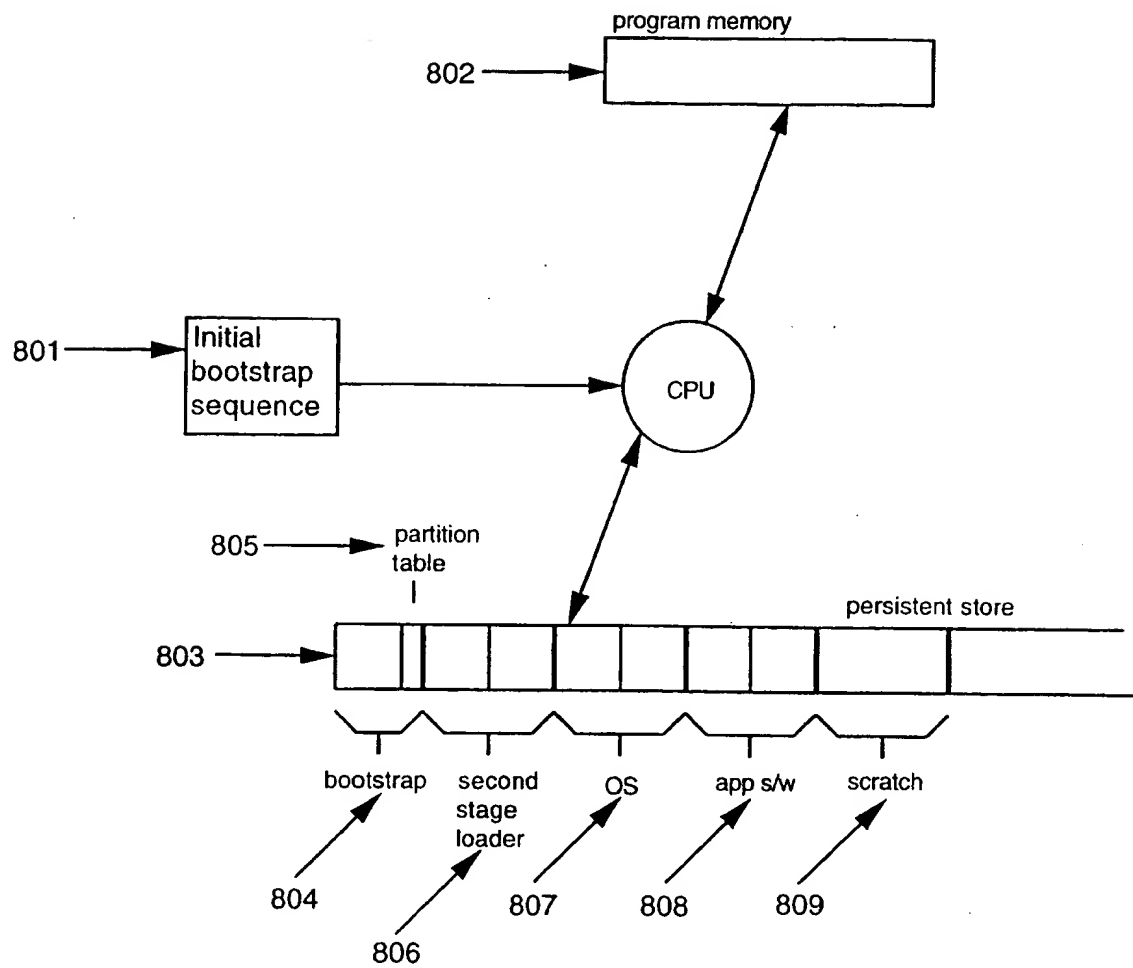 program memory
802
801
Initial
bootstrap
sequence
CPU
805
partition
table
persistent store
803
bootstrap
second
stage
loader
OS
app s/w
scratch
804
806
807
808
809